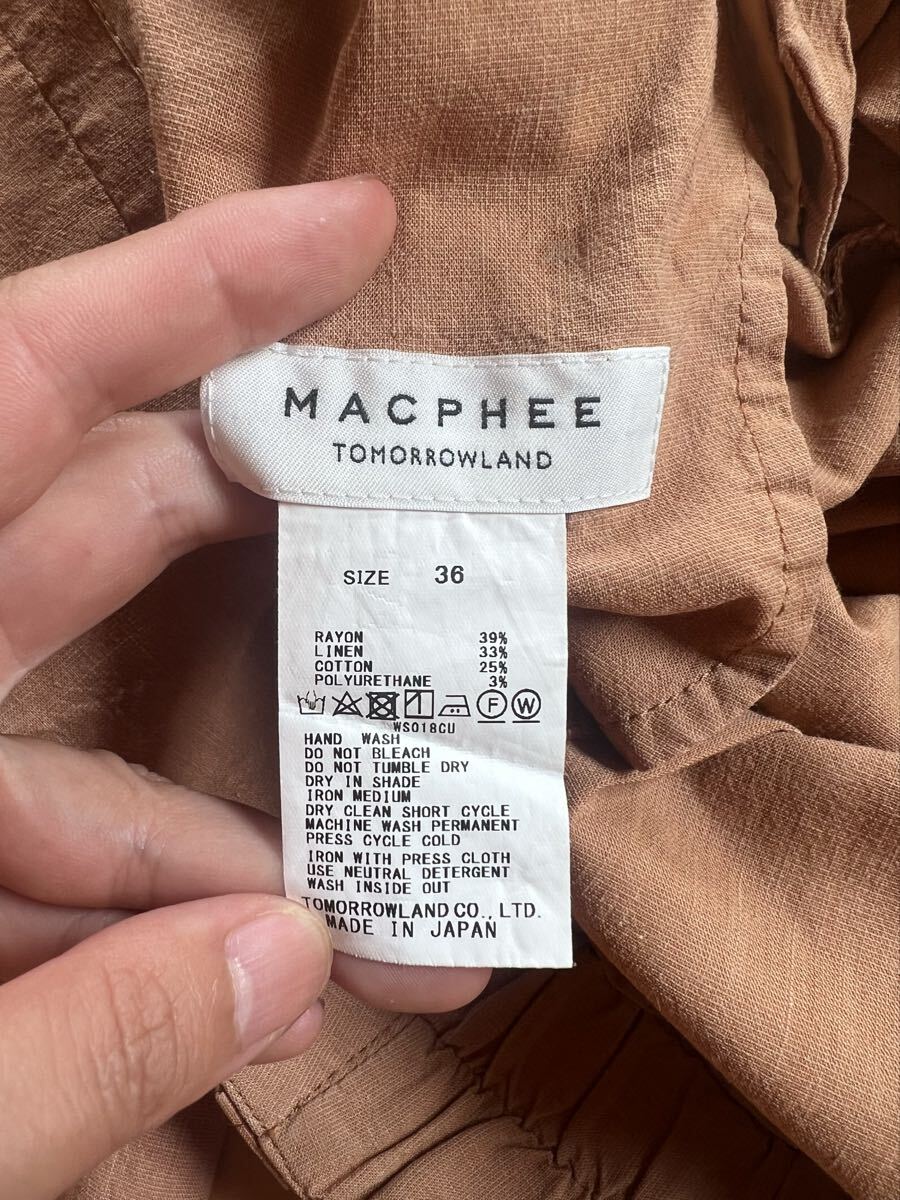 MACPHEE
TOMORROWLAND
SIZE 36
RAYON 39%
LINEN 33%
COTTON 25%
POLYURETHANE 3%
F W
WS018CU
HAND WASH
DO NOT BLEACH
DO NOT TUMBLE DRY
DRY IN SHADE
IRON MEDIUM
DRY CLEAN SHORT CYCLE
MACHINE WASH PERMANENT
PRESS CYCLE COLD
IRON WITH PRESS CLOTH
USE NEUTRAL DETERGENT
WASH INSIDE OUT
TOMORROWLAND CO., LTD.
MADE IN JAPAN